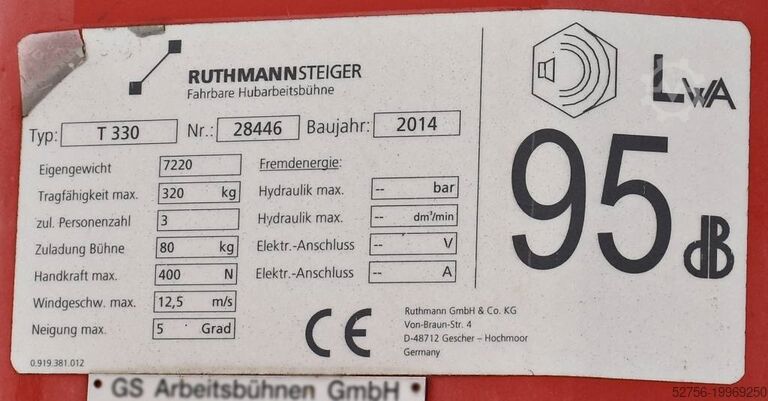 RUTHMANNSTEIGER
Fahrbare Hubarbeitsbühne
Typ: T 330 Nr.: 28446 Baujahr: 2014
Eigengewicht 7220
Tragfähigkeit max. 320 kg
zul. Personenzahl 3
Zuladung Bühne 80 kg
Handkraft max. 400 N
Windgeschw. max. 12,5 m/s
Neigung max. 5 Grad
0.919.381.012
Fremdenergie:
Hydraulik max. -- bar
Hydraulik max. -- dm³/min
Elektr.-Anschluss -- V
Elektr.-Anschluss -- A
CE
Ruthmann GmbH & Co. KG
Von-Braun-Str. 4
D-48712 Gescher - Hochmoor
Germany
LWA
95 dB
GS Arbeitsbühnen GmbH
52756-19969250